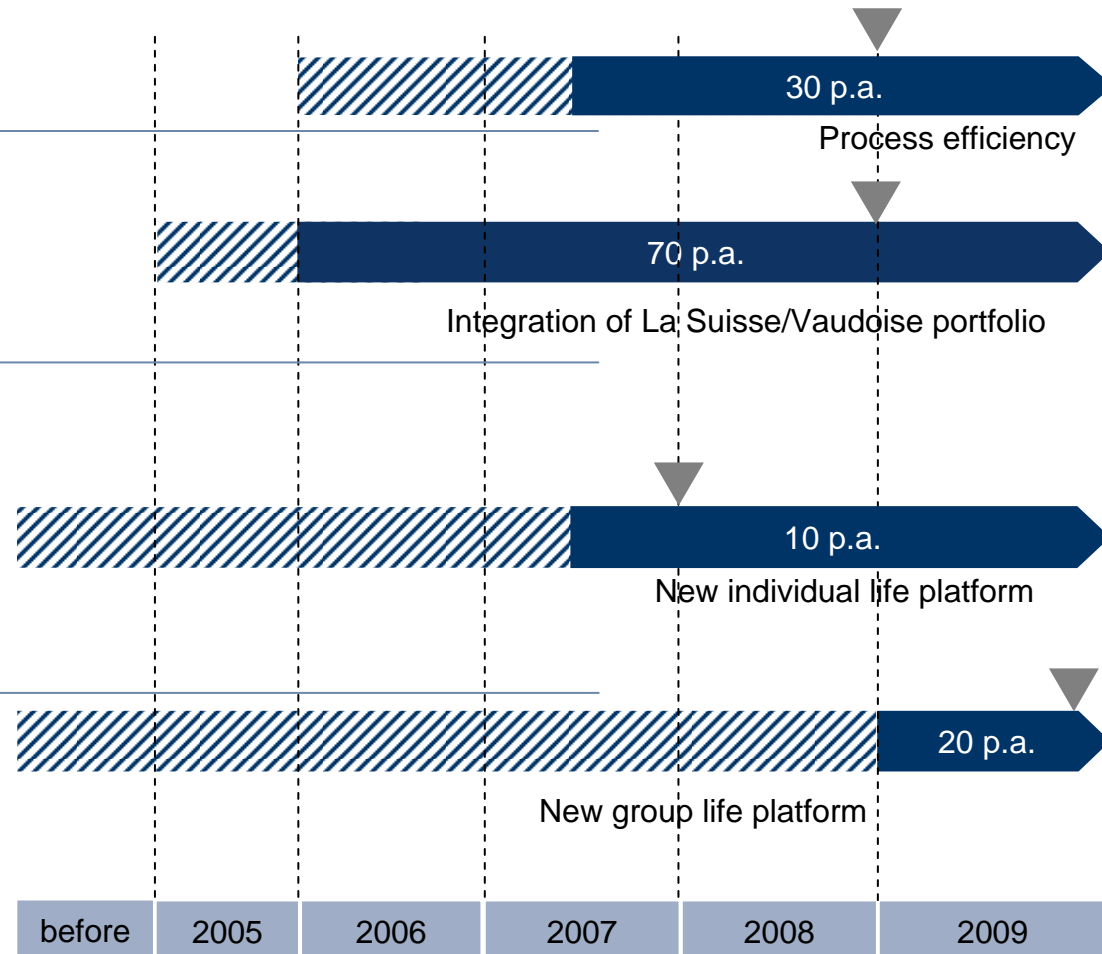 30 p.a.
Process efficiency
70 p.a.
Integration of La Suisse/Vaudoise portfolio
10 p.a.
New individual life platform
20 p.a.
New group life platform
before 2005 2006 2007 2008 2009